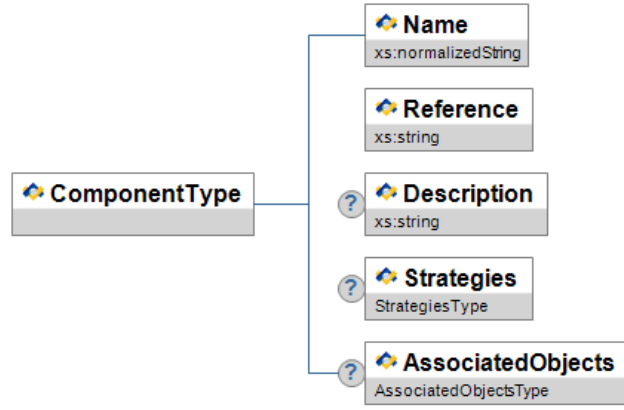 Name
xs:normalizedString
Reference
xs:string
ComponentType
? Description
xs:string
? Strategies
StrategiesType
? AssociatedObjects
AssociatedObjectsType